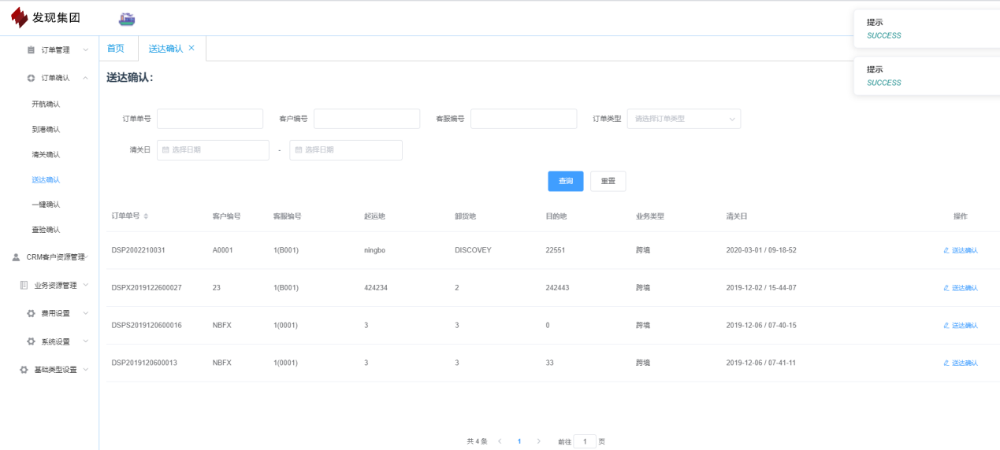 发现集团
提示
SUCCESS
提示
SUCCESS
订单管理
订单确认
开航确认
到港确认
清关确认
送达确认
一键确认
查验确认
CRM客户资源管理
业务资源管理
费用设置
系统设置
基础类型设置
首页 送达确认 ×
送达确认:
订单单号 客户编号 客服编号 订单类型 请选择订单类型
清关日 选择日期 - 选择日期
查询 重置
订单单号 客户编号 客服编号 起运地 卸货地 目的地 业务类型 清关日 操作
DSP2002210031 A0001 1(B001) ningbo DISCOVEY 22551 跨境 2020-03-01 / 09-18-52 送达确认
DSPX2019122600027 23 1(B001) 424234 2 242443 跨境 2019-12-02 / 15-44-07 送达确认
DSPS2019120600016 NBFX 1(0001) 3 3 0 跨境 2019-12-06 / 07-40-15 送达确认
DSP2019120600013 NBFX 1(0001) 3 3 33 跨境 2019-12-06 / 07-41-11 送达确认
共 4 条 < 1 > 前往 1 页